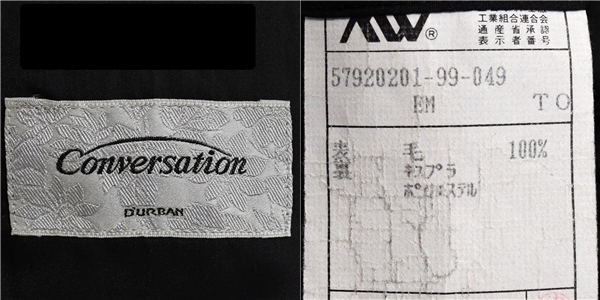 Conversation
D'URBAN
MW®
工業組合連合会
通産省承認
表示者番号
57920201-99-049
EM TO
表 毛 100%
裏 キュプラ
ポリエステル